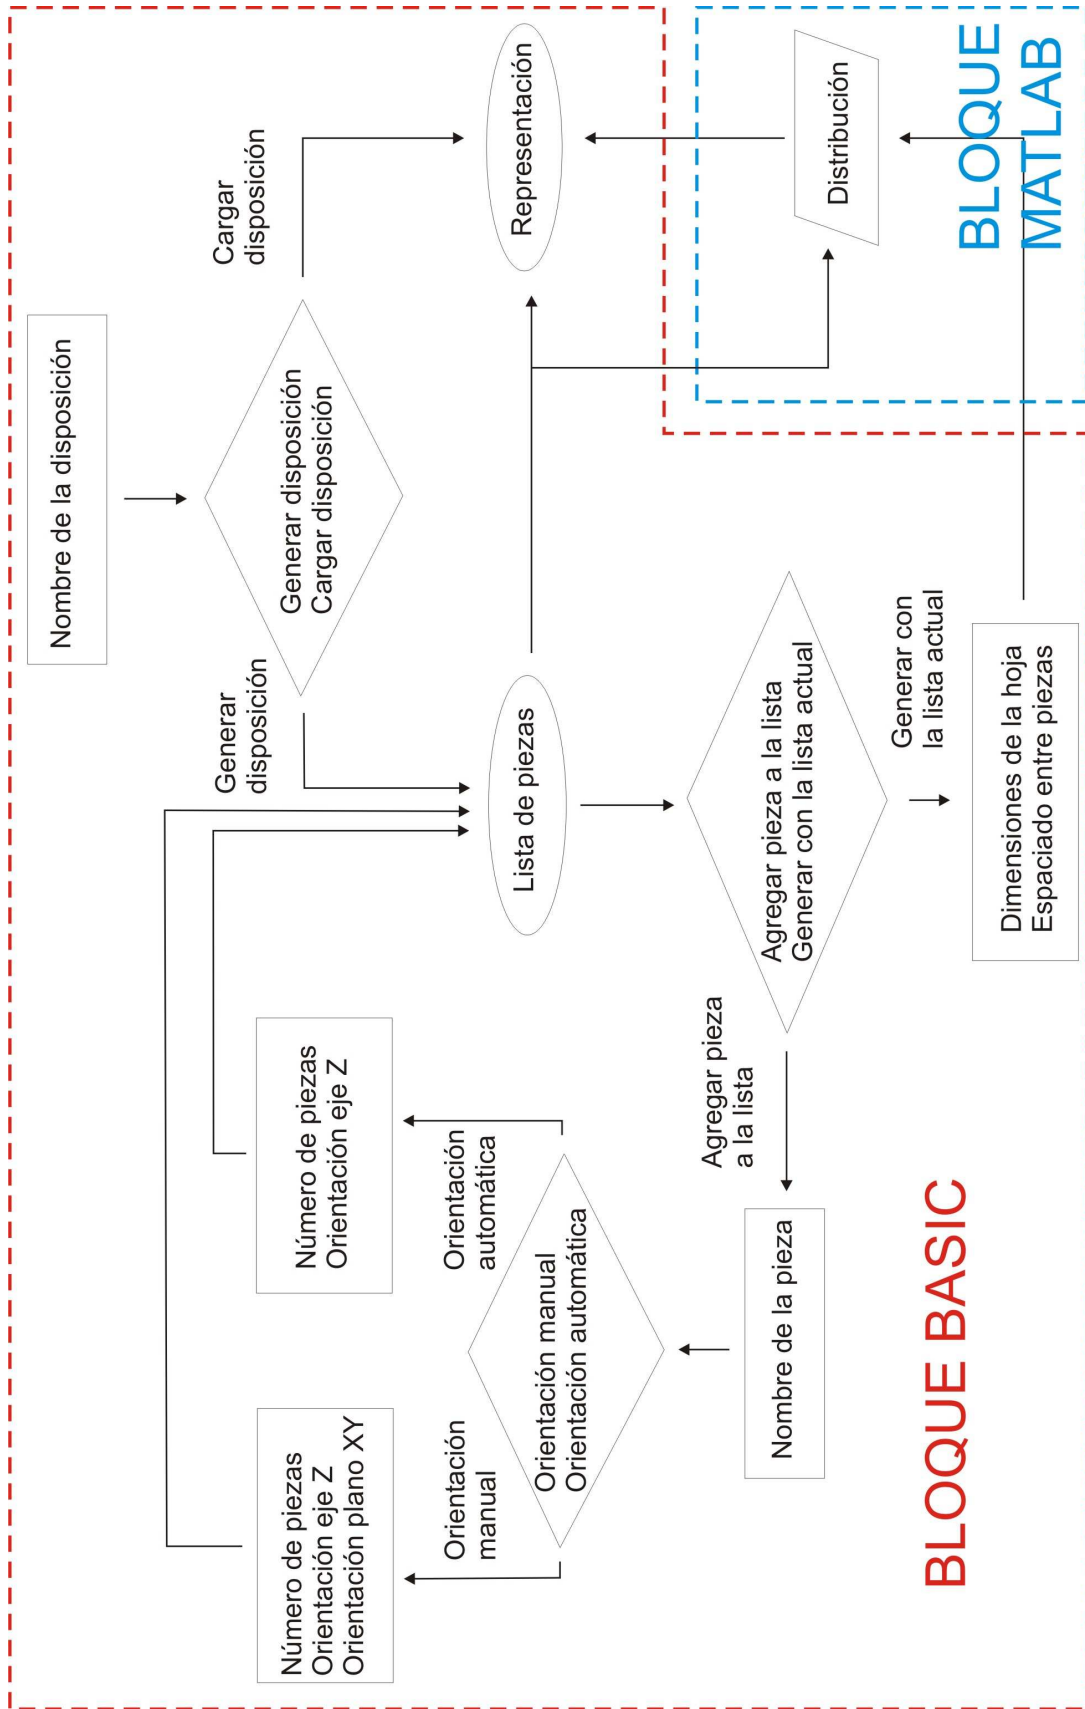 Nombre de la disposición
Generar disposición
Cargar disposición
Generar
disposición
Cargar
disposición
Número de piezas
Orientación eje Z
Orientación plano XY
Número de piezas
Orientación eje Z
Orientación
manual
Orientación
automática
Orientación manual
Orientación automática
Lista de piezas
Representación
Nombre de la pieza
Agregar pieza
a la lista
Agregar pieza a la lista
Generar con la lista actual
Distribución
Generar con
la lista actual
Dimensiones de la hoja
Espaciado entre piezas
BLOQUE BASIC
BLOQUE
MATLAB